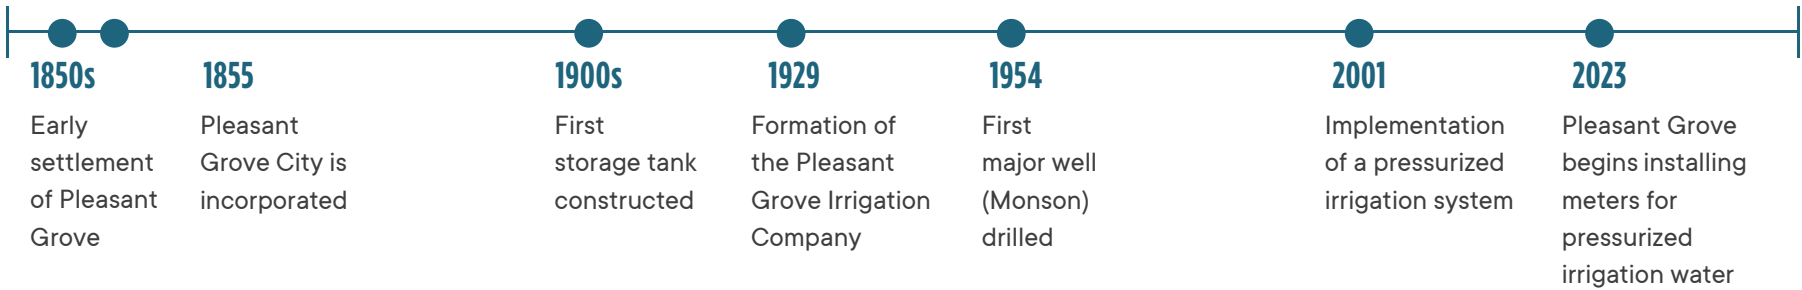 1850s
Early
settlement
of Pleasant
Grove
1855
Pleasant
Grove City is
incorporated
1900s
First
storage tank
constructed
1929
Formation of
the Pleasant
Grove Irrigation
Company
1954
First
major well
(Monson)
drilled
2001
Implementation
of a pressurized
irrigation system
2023
Pleasant Grove
begins installing
meters for
pressurized
irrigation water